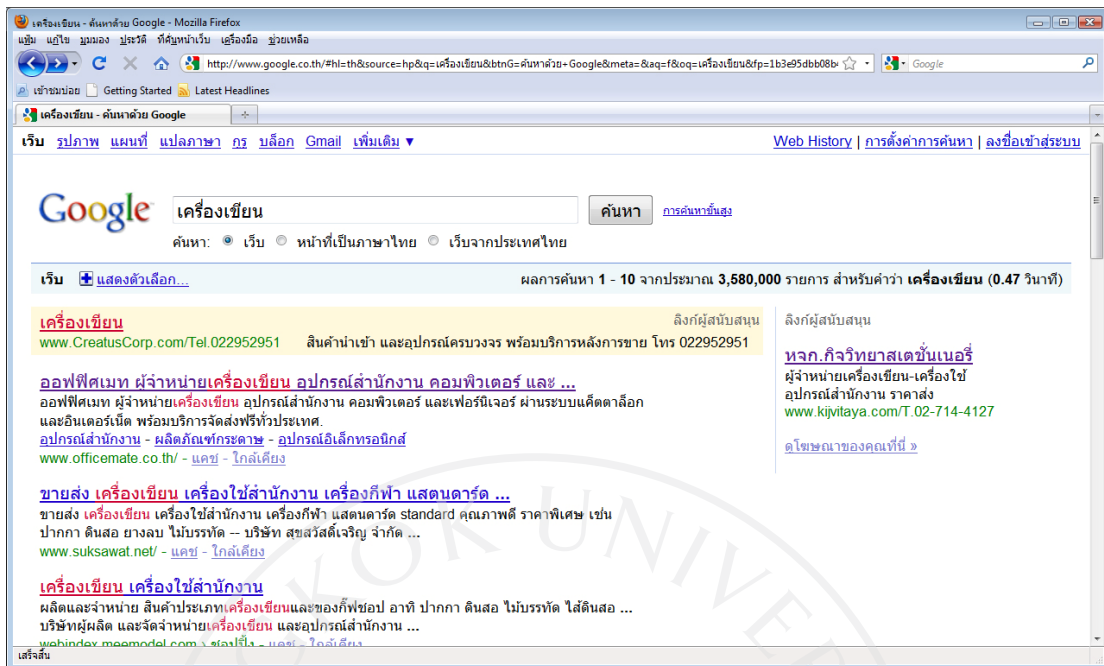 เครื่องเขียน - ค้นหาด้วย Google - Mozilla Firefox
แฟ้ม แก้ไข มุมมอง ประวัติ ที่คั่นหน้าเว็บ เครื่องมือ ช่วยเหลือ
http://www.google.co.th/#hl=th&source=hp&q=เครื่องเขียน&btnG=ค้นหาด้วย+Google&meta=&aq=f&oq=เครื่องเขียน&fp=1b3e95dbb08b Google
เข้าชมบ่อย Getting Started Latest Headlines
เครื่องเขียน - ค้นหาด้วย Google
เว็บ รูปภาพ แผนที่ แปลภาษา กรุ บล็อก Gmail เพิ่มเติม ▼ Web History | การตั้งค่าการค้นหา | ลงชื่อเข้าสู่ระบบ
Google เครื่องเขียน ค้นหา การค้นหาขั้นสูง
ค้นหา: เว็บ หน้าที่เป็นภาษาไทย เว็บจากประเทศไทย
เว็บ แสดงตัวเลือก... ผลการค้นหา 1 - 10 จากประมาณ 3,580,000 รายการ สำหรับคำว่า เครื่องเขียน (0.47 วินาที)
เครื่องเขียน ลิงก์ผู้สนับสนุน
www.CreatusCorp.com/Tel.022952951 สินค้านำเข้า และอุปกรณ์ครบวงจร พร้อมบริการหลังการขาย โทร 022952951
ออฟฟิศเมท ผู้จำหน่ายเครื่องเขียน อุปกรณ์สำนักงาน คอมพิวเตอร์ และ ...
ออฟฟิศเมท ผู้จำหน่ายเครื่องเขียน อุปกรณ์สำนักงาน คอมพิวเตอร์ และเฟอร์นิเจอร์ ผ่านระบบแค็ตตาล็อก
และอินเตอร์เน็ต พร้อมบริการจัดส่งฟรีทั่วประเทศ.
อุปกรณ์สำนักงาน - ผลิตภัณฑ์กระดาษ - อุปกรณ์อิเล็กทรอนิกส์
www.officemate.co.th/ - แคช - ใกล้เคียง
ขายส่ง เครื่องเขียน เครื่องใช้สำนักงาน เครื่องกีฬา แสตนดาร์ด ...
ขายส่ง เครื่องเขียน เครื่องใช้สำนักงาน เครื่องกีฬา แสตนดาร์ด standard คุณภาพดี ราคาพิเศษ เช่น
ปากกา ดินสอ ยางลบ ไม้บรรทัด -- บริษัท สุขสวัสดิ์เจริญ จำกัด ...
www.suksawat.net/ - แคช - ใกล้เคียง
เครื่องเขียน เครื่องใช้สำนักงาน
ผลิตและจำหน่าย สินค้าประเภทเครื่องเขียนและของกิ๊ฟช๊อป อาทิ ปากกา ดินสอ ไม้บรรทัด ไส้ดินสอ ...
บริษัทผู้ผลิต และจัดจำหน่ายเครื่องเขียน และอุปกรณ์สำนักงาน ...
webindex.meemodel.com › ช้อปปิ้ง - แคช - ใกล้เคียง
ลิงก์ผู้สนับสนุน
หจก.กิจวิทยาสเตชั่นเนอรี่
ผู้จำหน่ายเครื่องเขียน-เครื่องใช้
อุปกรณ์สำนักงาน ราคาส่ง
www.kijvitaya.com/T.02-714-4127
ดูโฆษณาของคุณที่นี่ »
เสร็จสิ้น